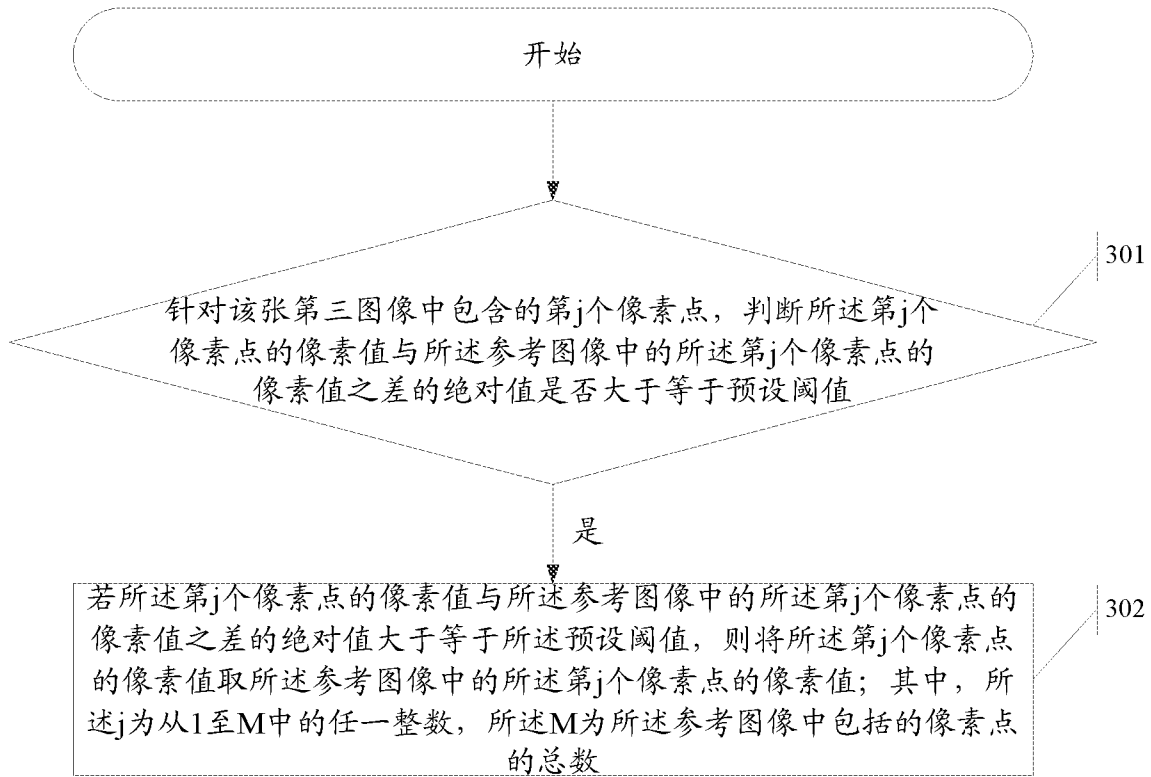 开始
301
针对该张第三图像中包含的第j个像素点，判断所述第j个
像素点的像素值与所述参考图像中的所述第j个像素点的
像素值之差的绝对值是否大于等于预设阈值
是
302
若所述第j个像素点的像素值与所述参考图像中的所述第j个像素点的
像素值之差的绝对值大于等于所述预设阈值，则将所述第j个像素点
的像素值取所述参考图像中的所述第j个像素点的像素值；其中，所
述j为从1至M中的任一整数，所述M为所述参考图像中包括的像素点
的总数